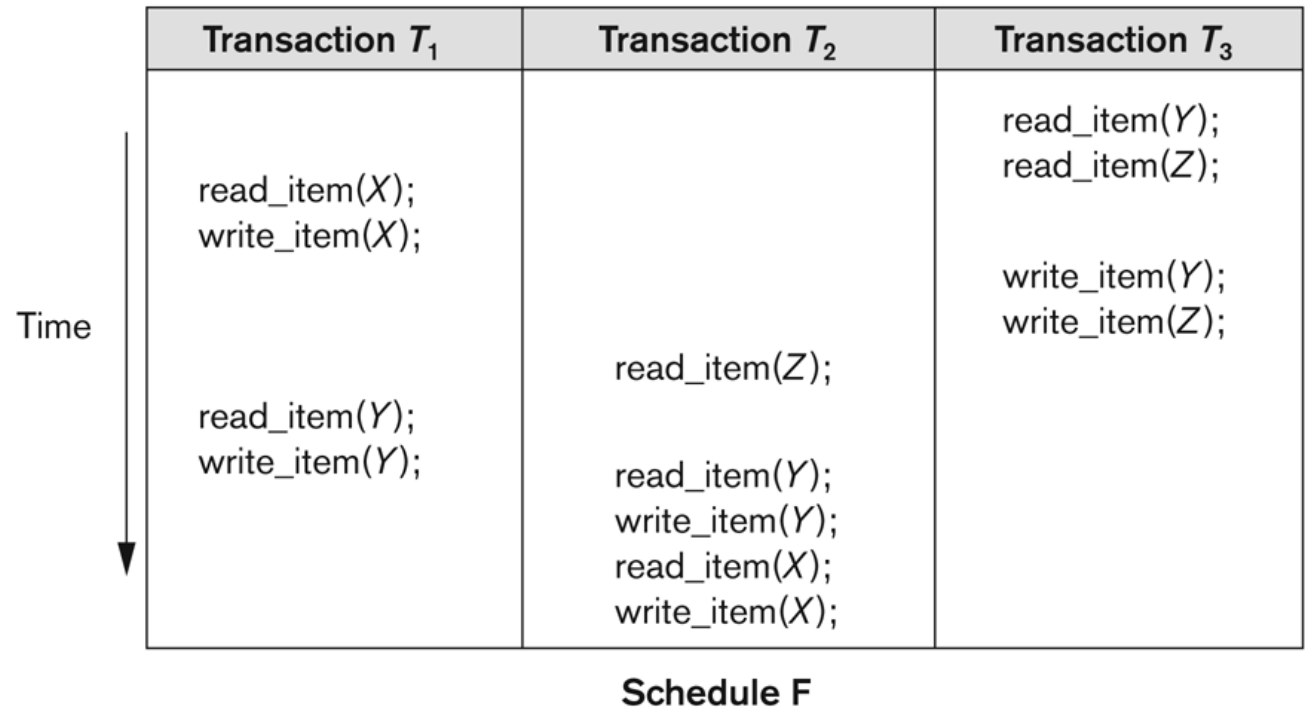 Transaction T1 Transaction T2 Transaction T3
read_item(Y);
read_item(Z);
read_item(X);
write_item(X);
write_item(Y);
write_item(Z);
Time
read_item(Z);
read_item(Y);
write_item(Y);
read_item(Y);
write_item(Y);
read_item(X);
write_item(X);
Schedule F